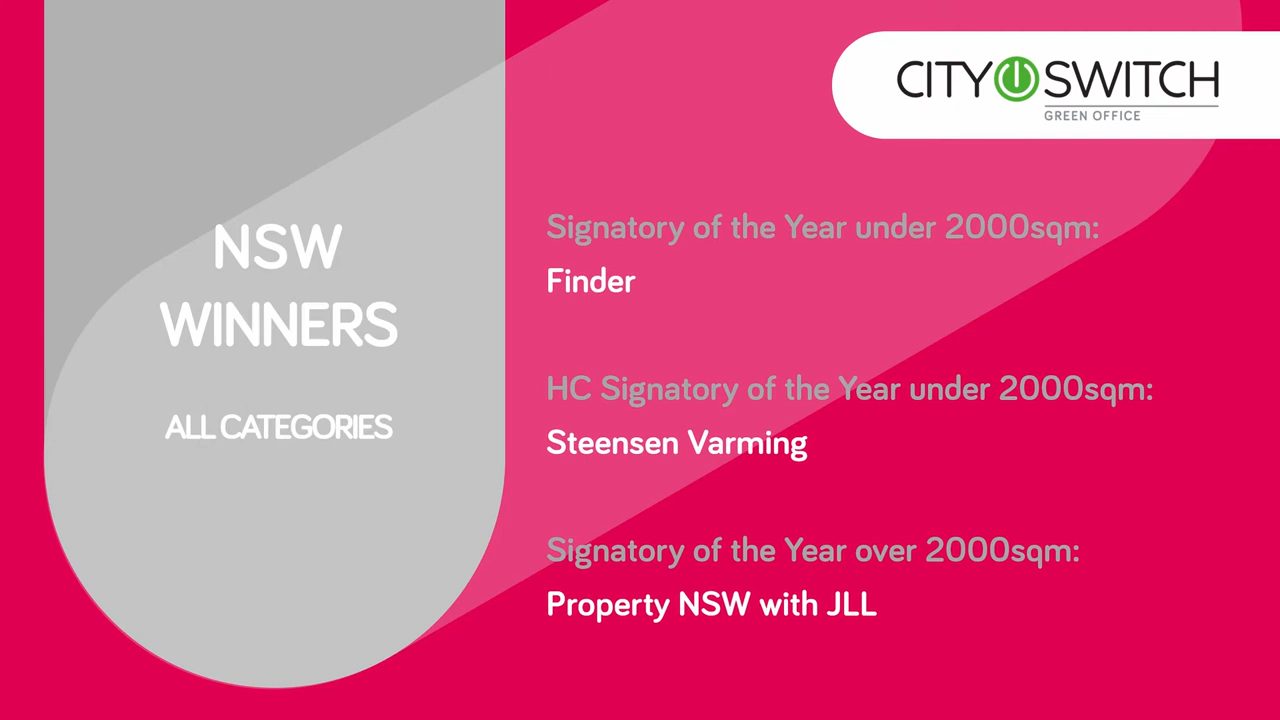 NSW
WINNERS
ALL CATEGORIES
CITY SWITCH
GREEN OFFICE
Signatory of the Year under 2000sqm:
Finder
HC Signatory of the Year under 2000sqm:
Steensen Varming
Signatory of the Year over 2000sqm:
Property NSW with JLL